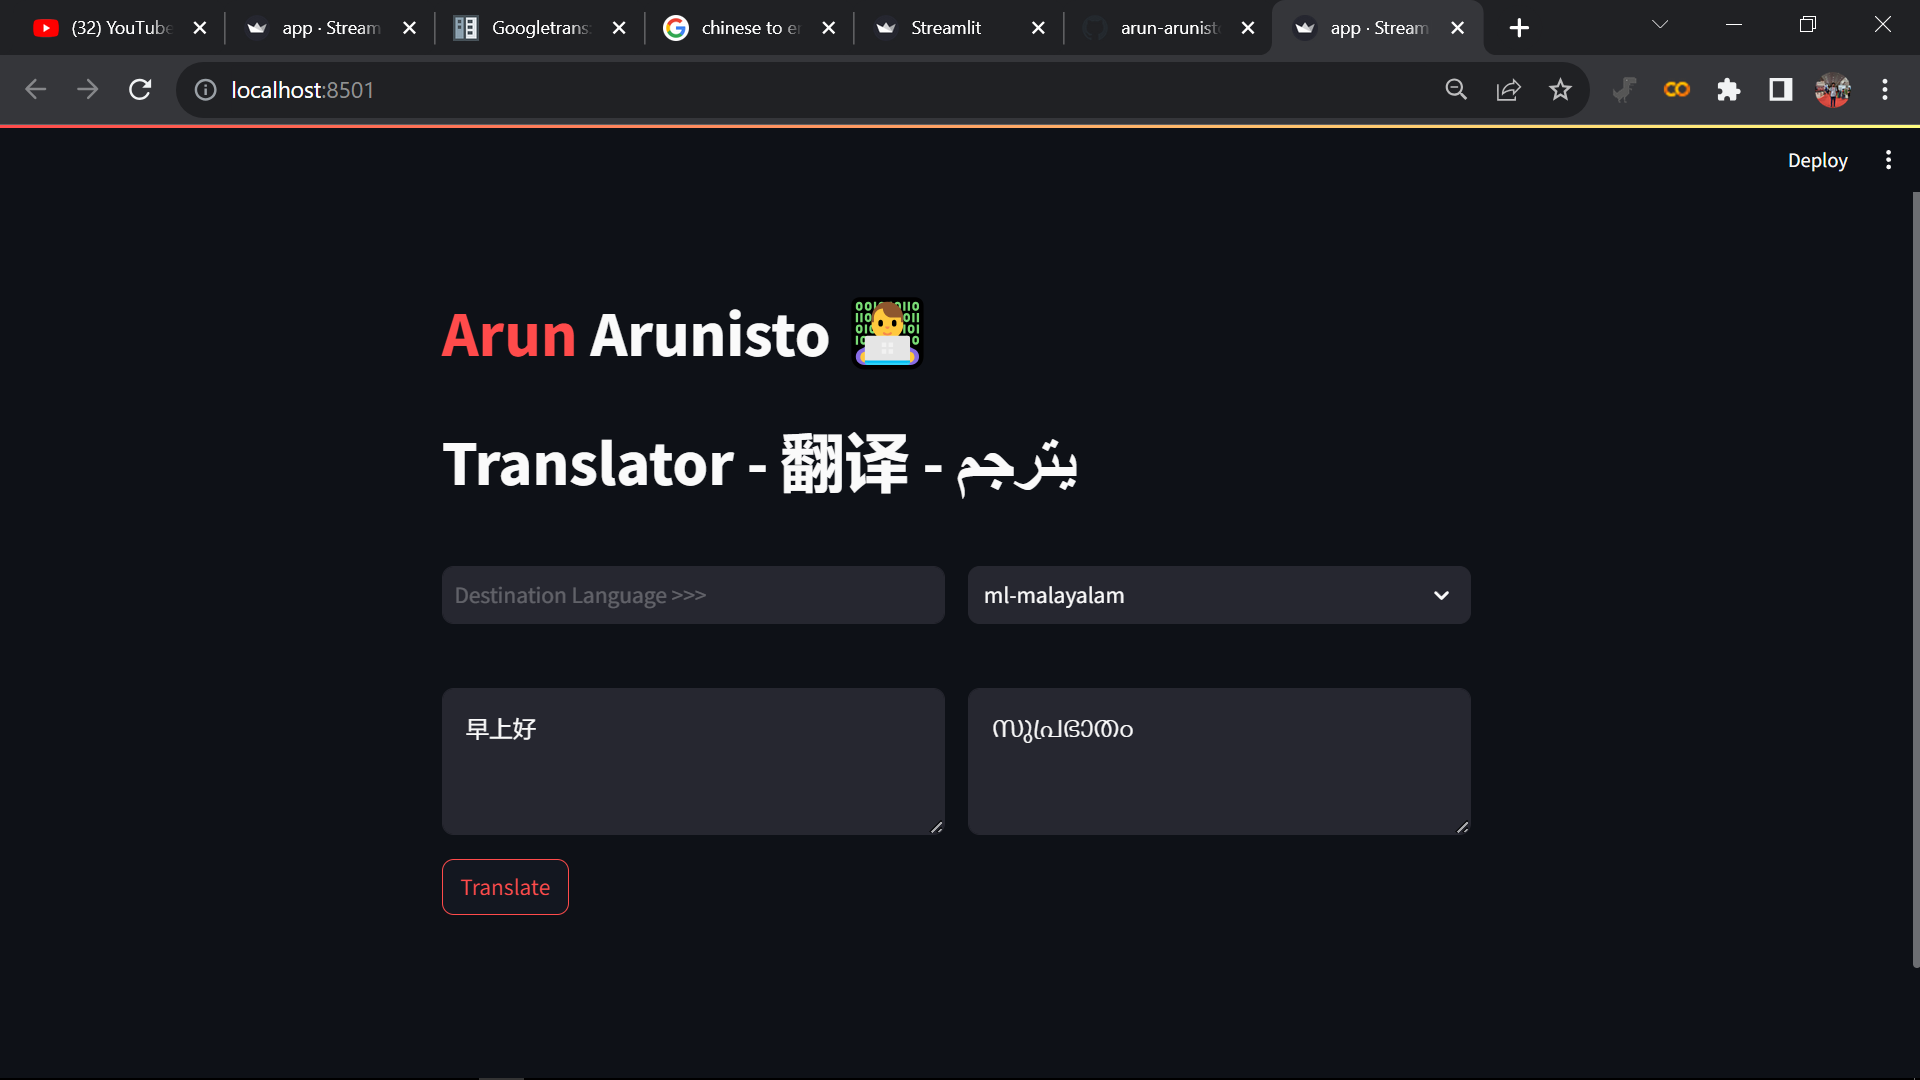 (32) YouTube
app · Stream
Googletrans
chinese to er
Streamlit
arun-arunist
app · Stream
localhost:8501
Deploy
Arun Arunisto
Translator - 翻译 - يترجم
Destination Language >>>
ml-malayalam
早上好
സുപ്രഭാതം
Translate